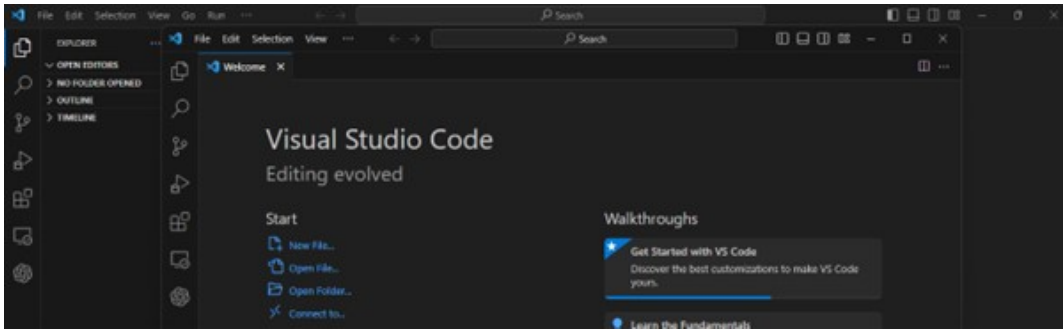 File Edit Selection View Go Run ··· Search
EXPLORER ···
OPEN EDITORS
NO FOLDER OPENED
OUTLINE
TIMELINE
File Edit Selection View ··· Search
Welcome
Visual Studio Code
Editing evolved
Start
New File...
Open File...
Open Folder...
Connect to...
Walkthroughs
Get Started with VS Code
Discover the best customizations to make VS Code
yours.
Learn the Fundamentals